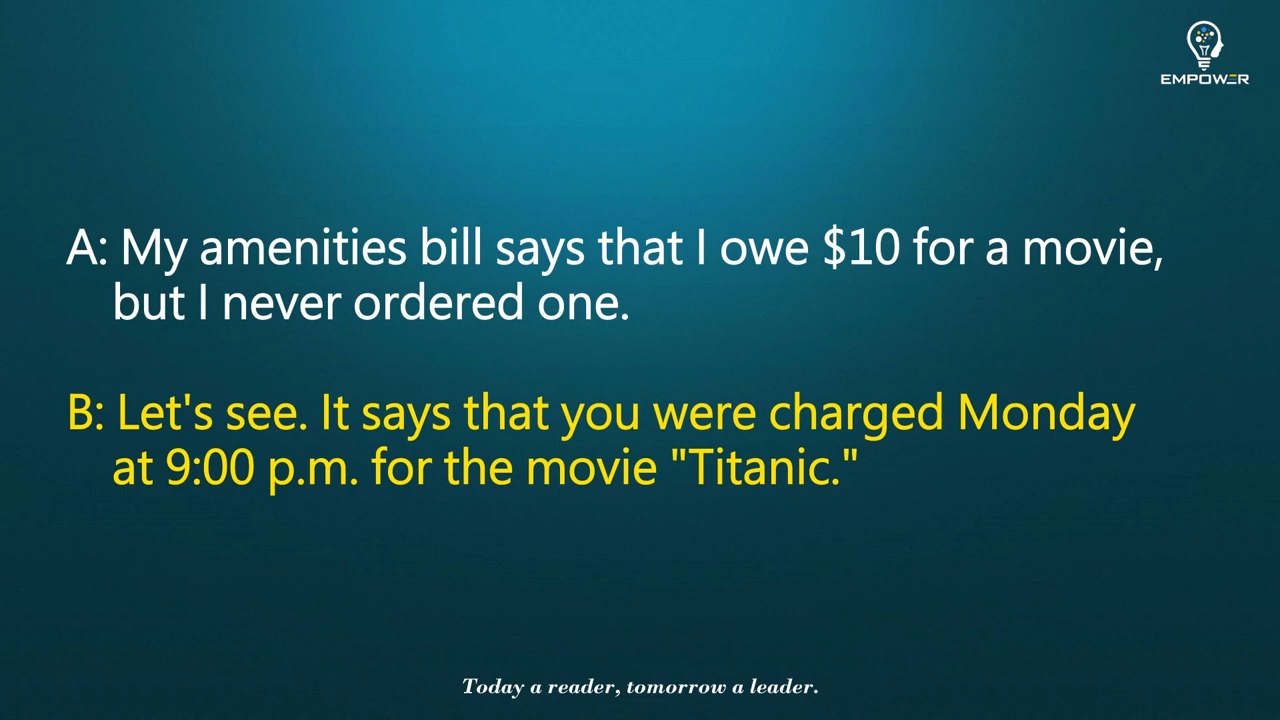 EMPOWER
A: My amenities bill says that I owe $10 for a movie,
but I never ordered one.
B: Let's see. It says that you were charged Monday
at 9:00 p.m. for the movie "Titanic."
Today a reader, tomorrow a leader.